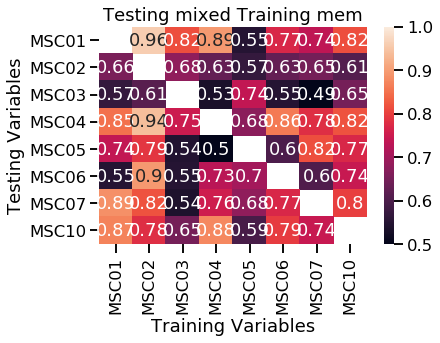 Testing mixed Training mem
Testing Variables
MSC01 0.96 0.82 0.89 0.55 0.77 0.74 0.82
MSC02 0.66 0.68 0.63 0.57 0.63 0.65 0.61
MSC03 0.57 0.61 0.53 0.74 0.55 0.49 0.65
MSC04 0.85 0.94 0.75 0.68 0.86 0.78 0.82
MSC05 0.74 0.79 0.54 0.5 0.6 0.82 0.77
MSC06 0.55 0.9 0.55 0.73 0.7 0.6 0.74
MSC07 0.89 0.82 0.54 0.76 0.68 0.77 0.8
MSC10 0.87 0.78 0.65 0.88 0.59 0.79 0.74
MSC01 MSC02 MSC03 MSC04 MSC05 MSC06 MSC07 MSC10
Training Variables
1.0
0.9
0.8
0.7
0.6
0.5